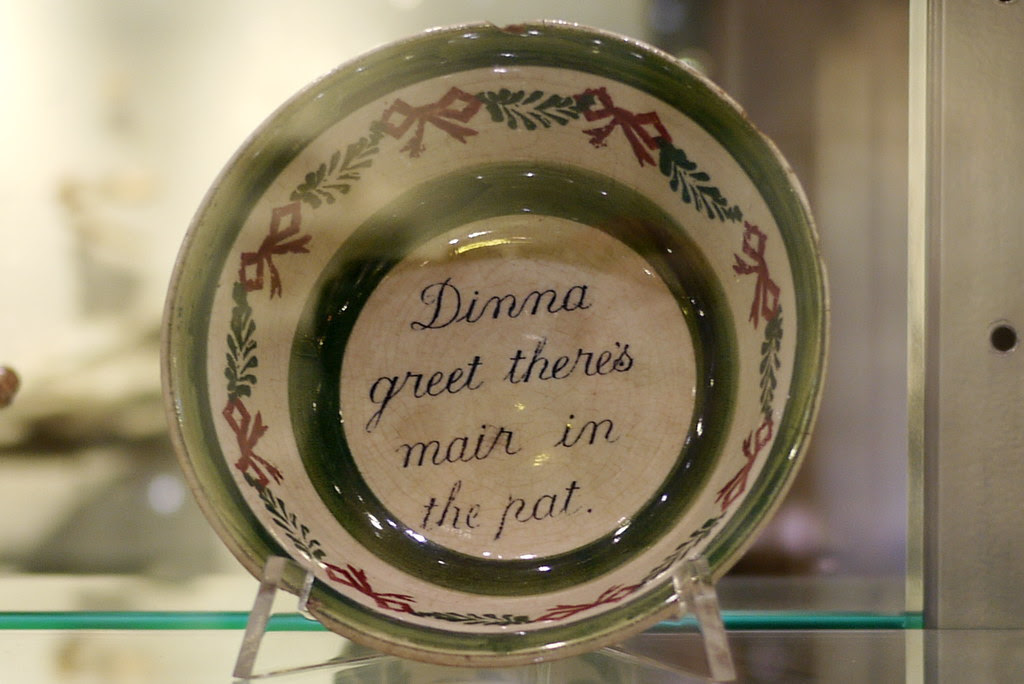 Dinna
greet there's
mair in
the pat.